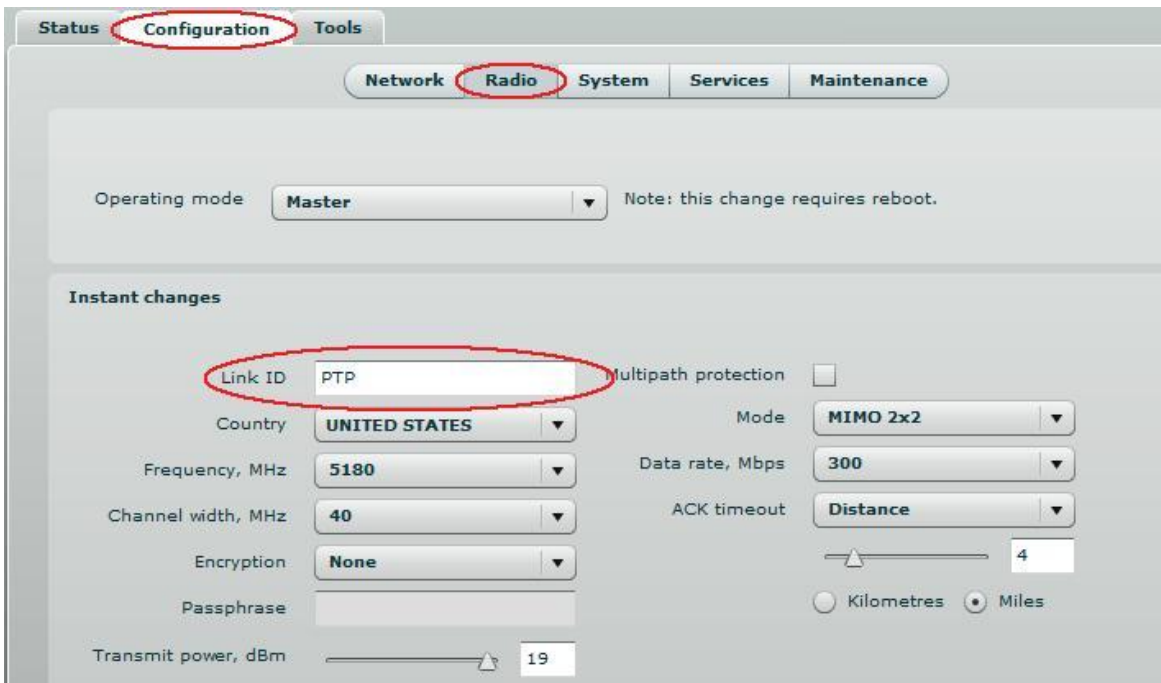 Status Configuration Tools
Network Radio System Services Maintenance
Operating mode Master Note: this change requires reboot.
Instant changes
Link ID PTP Multipath protection
Country UNITED STATES Mode MIMO 2x2
Frequency, MHz 5180 Data rate, Mbps 300
Channel width, MHz 40 ACK timeout Distance
Encryption None 4
Passphrase Kilometres Miles
Transmit power, dBm 19